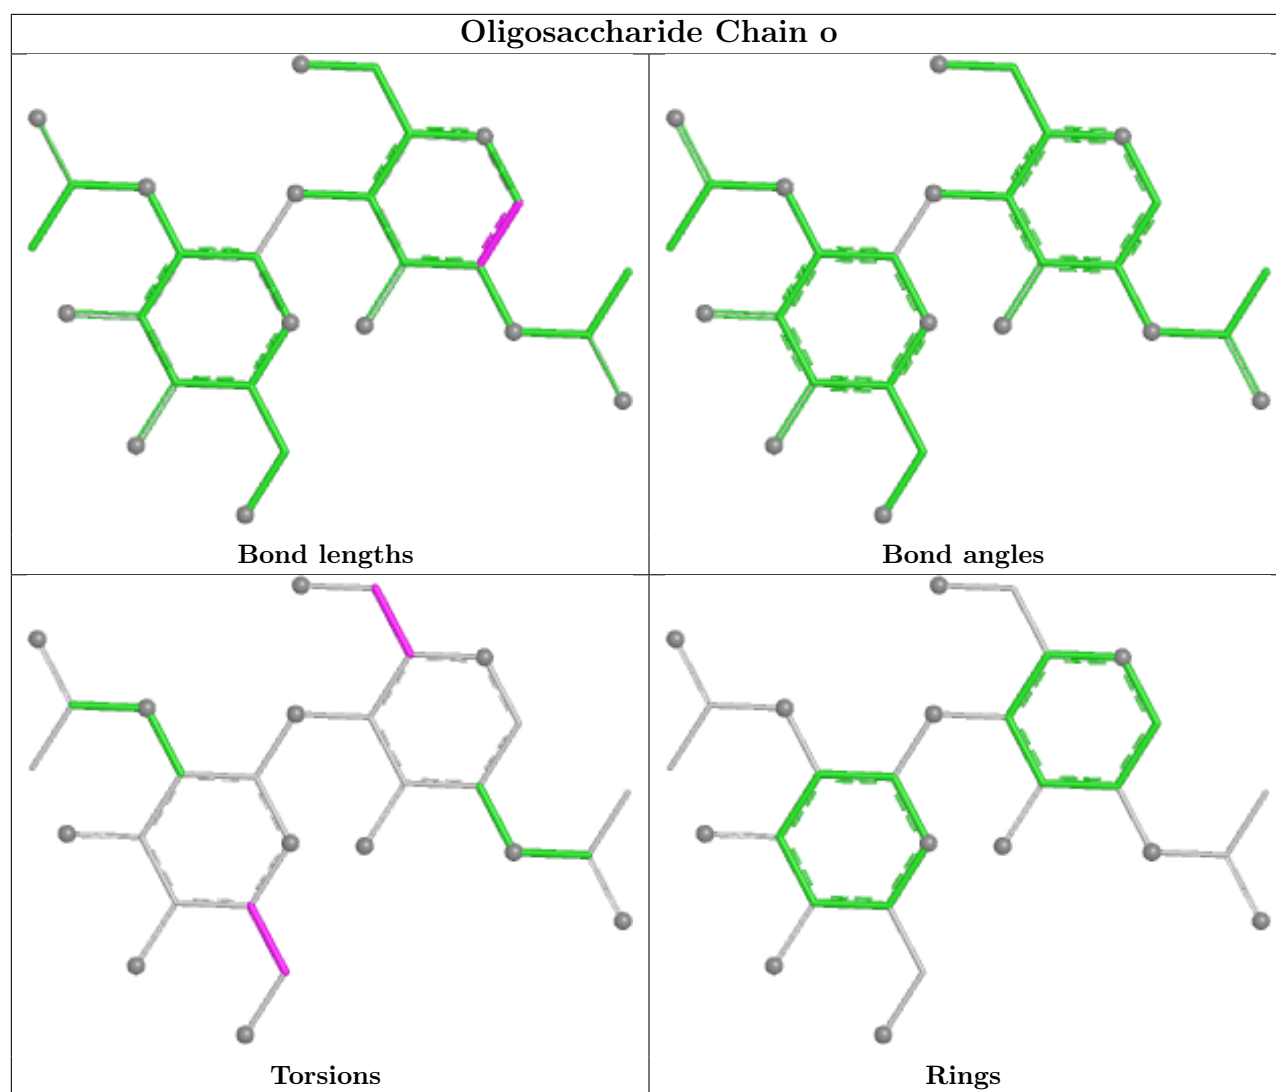 Oligosaccharide Chain o
Bond lengths
Bond angles
Torsions
Rings